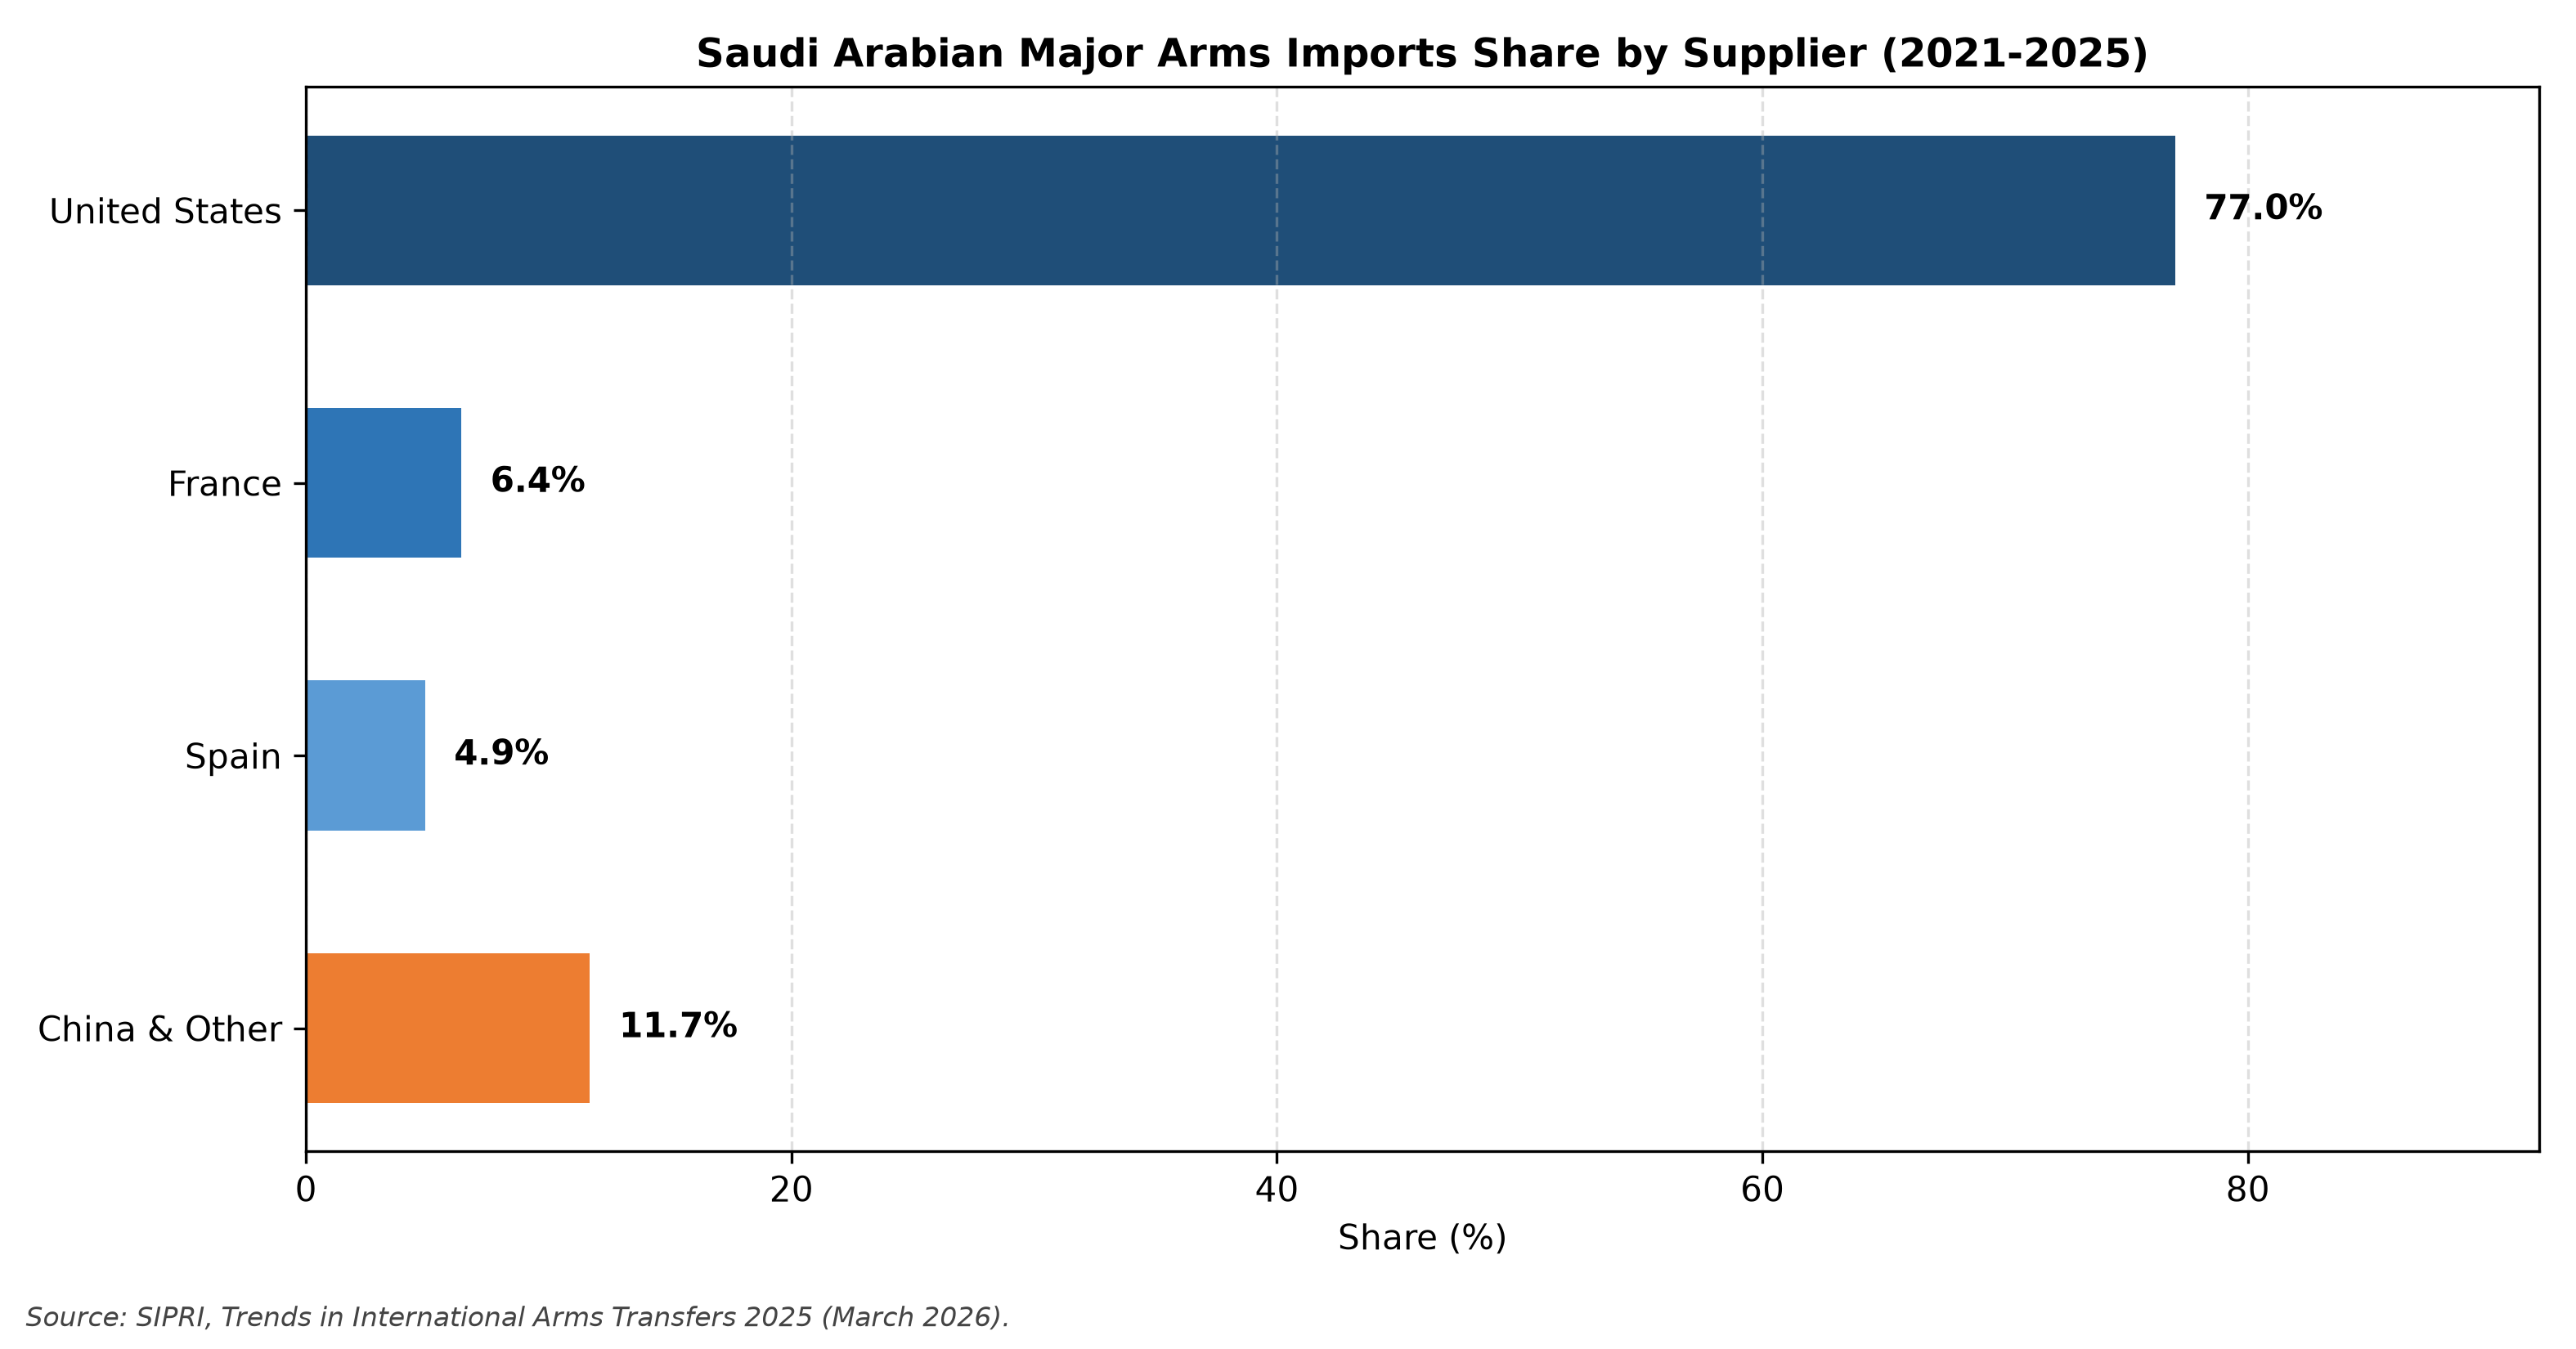 Saudi Arabian Major Arms Imports Share by Supplier (2021-2025)
United States
77.0%
France
6.4%
Spain
4.9%
China & Other
11.7%
0 20 40 60 80
Share (%)
Source: SIPRI, Trends in International Arms Transfers 2025 (March 2026).